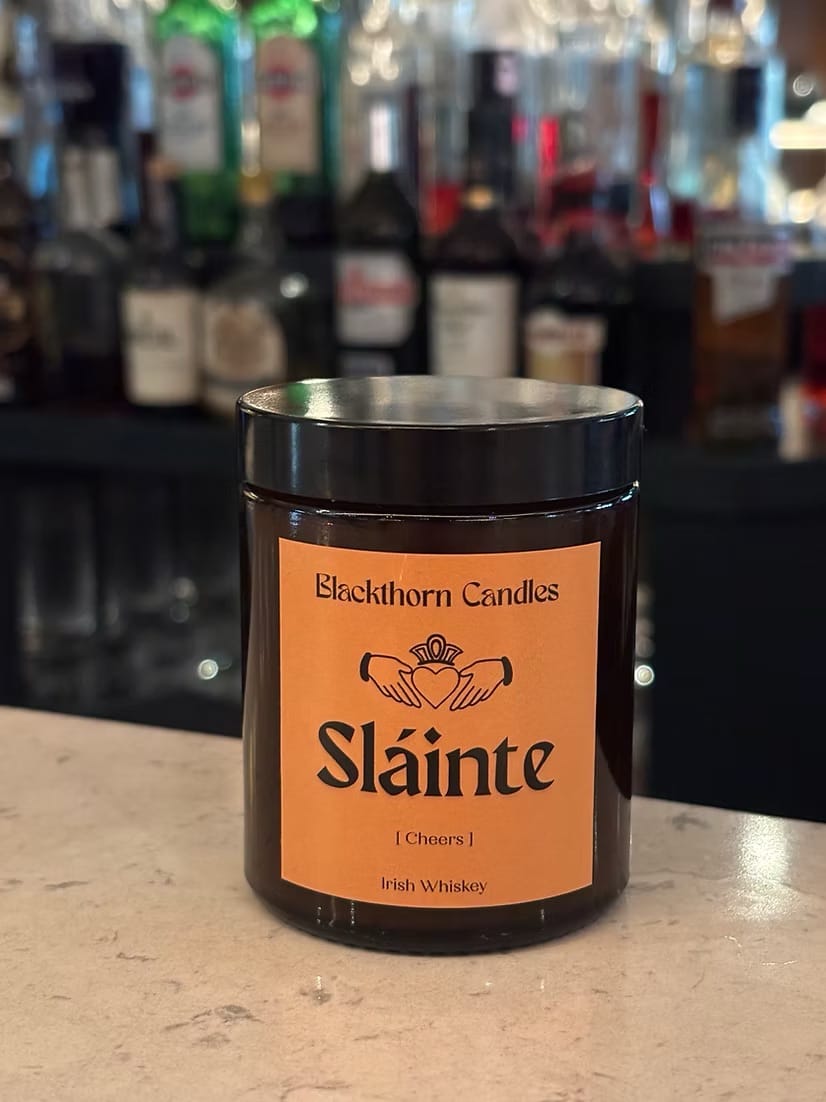 Blackthorn Candles
Sláinte
[ Cheers ]
Irish Whiskey